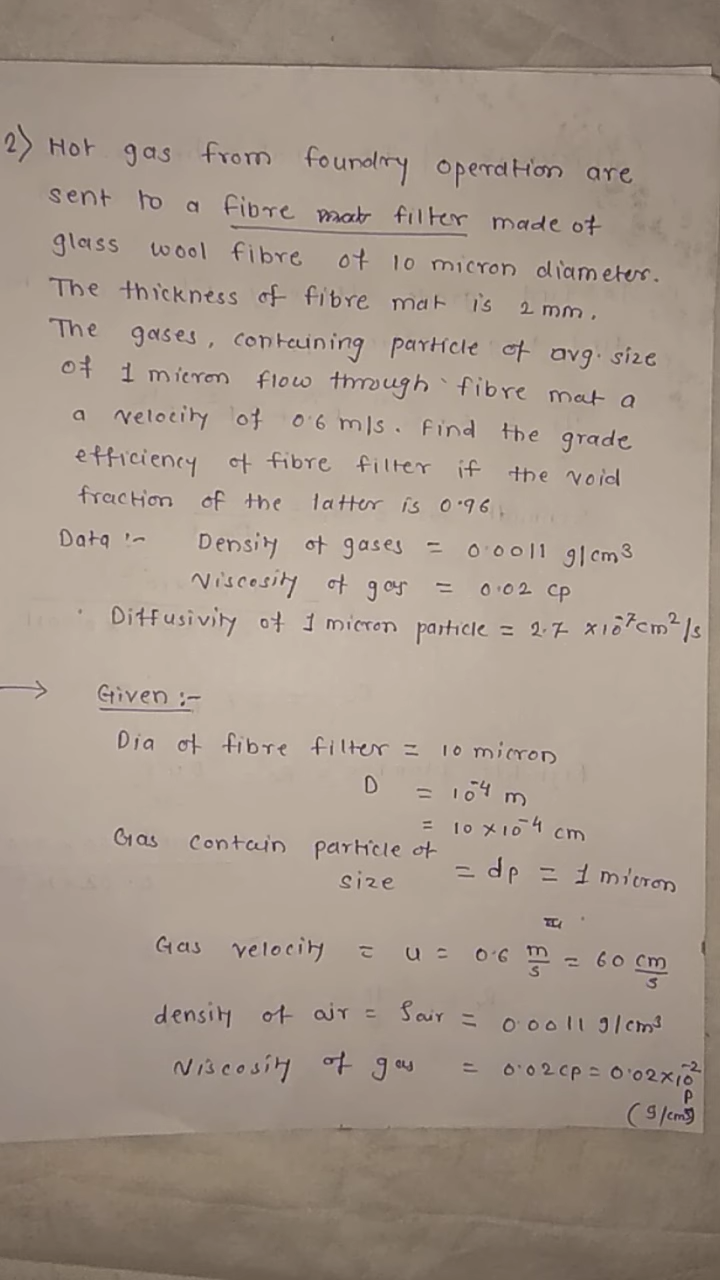 2) Hot gas from foundry operation are
sent to a fibre mat filter made of
glass wool fibre of 10 micron diameter.
The thickness of fibre mat is 2 mm.
The gases, containing particle of avg. size
of 1 micron flow through fibre mat a
a velocity of 0.6 m/s. Find the grade
efficiency of fibre filter if the void
fraction of the latter is 0.96.
Data :- Density of gases = 0.0011 g/cm³
Viscosity of gas = 0.02 cp
Diffusivity of 1 micron particle = 2.7 × 10⁻⁷ cm²/s
→ Given :-
Dia of fibre filter = 10 micron
D = 10⁻⁴ m
= 10 × 10⁻⁴ cm
Gas contain particle of
size = dp = 1 micron
Gas velocity = u = 0.6 m/s = 60 cm/s
density of air = ρair = 0.0011 g/cm³
Viscosity of gas = 0.02 cp = 0.02 × 10⁻²
P
(g/cms)